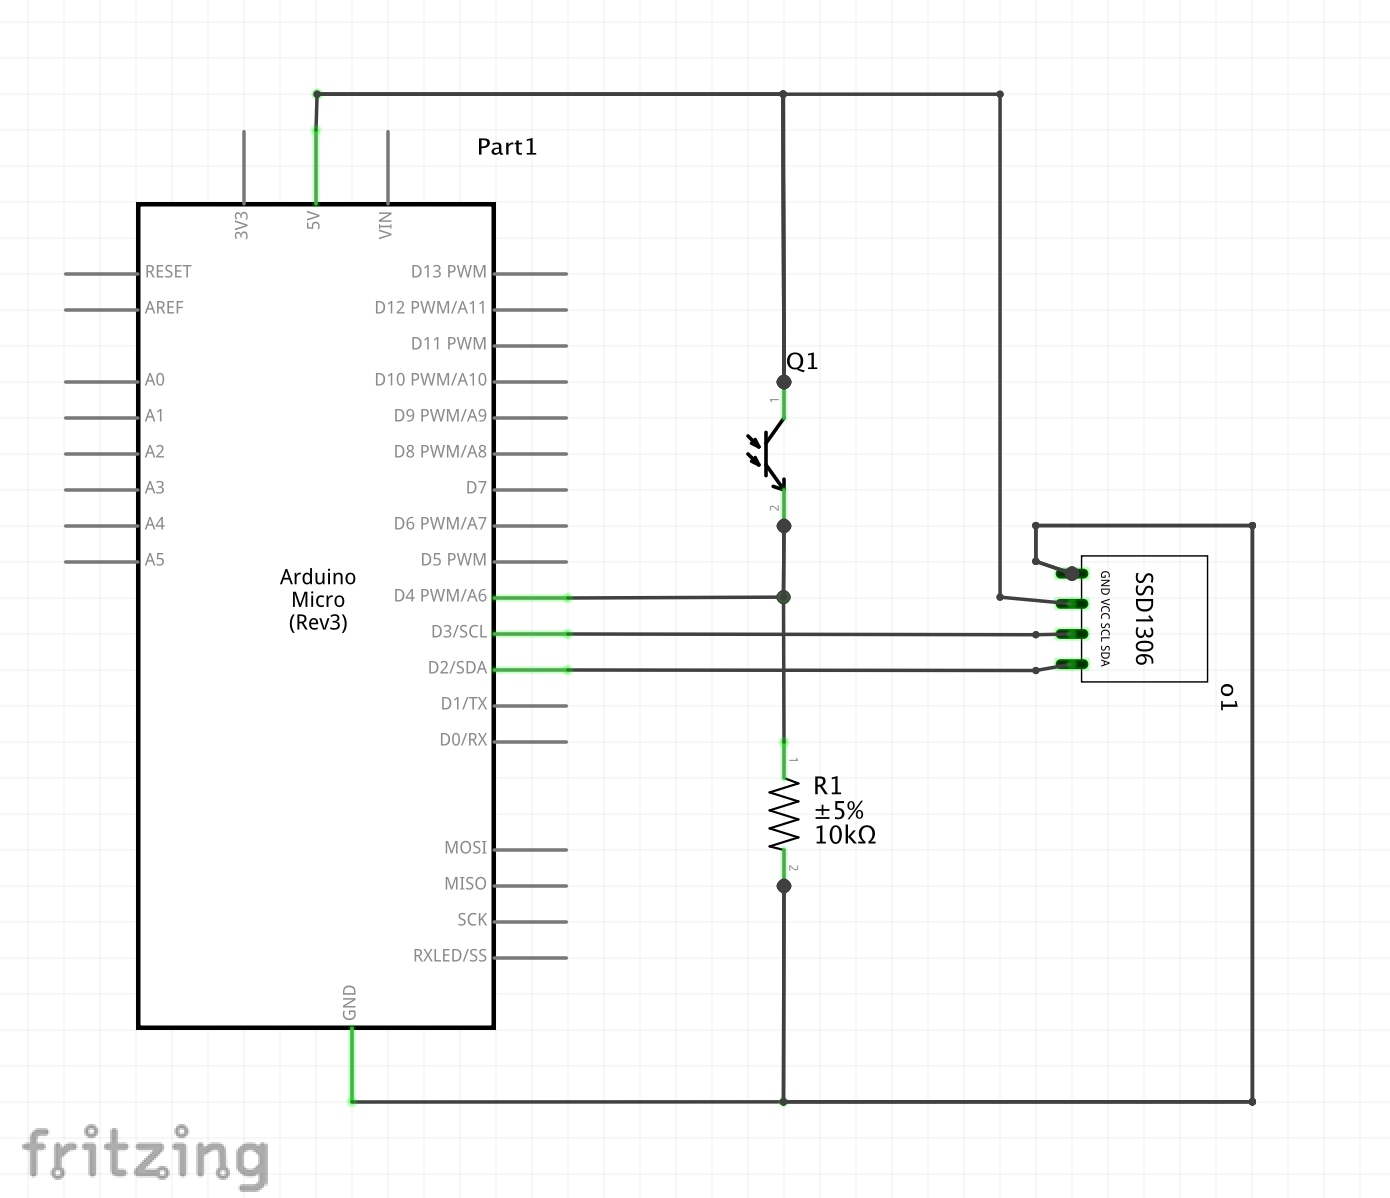 Part1
3V3
5V
VIN
RESET
AREF
A0
A1
A2
A3
A4
A5
D13 PWM
D12 PWM/A11
D11 PWM
D10 PWM/A10
D9 PWM/A9
D8 PWM/A8
D7
D6 PWM/A7
D5 PWM
D4 PWM/A6
D3/SCL
D2/SDA
D1/TX
D0/RX
MOSI
MISO
SCK
RXLED/SS
Arduino
Micro
(Rev3)
GND
Q1
1
2
GND VCC SCL SDA
SSD1306
o1
1
R1
±5%
10kΩ
2
fritzing